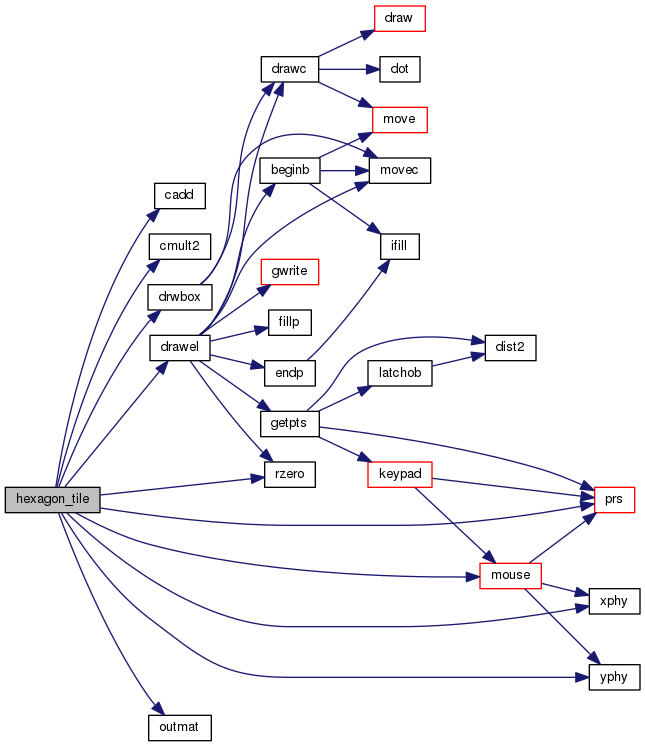 draw
drawc
dot
move
beginb
movec
cadd
cmult2
ifill
gwrite
drwbox
fillp
drawel
dist2
endp
latchob
getpts
rzero
keypad
hexagon_tile
prs
mouse
xphy
yphy
outmat